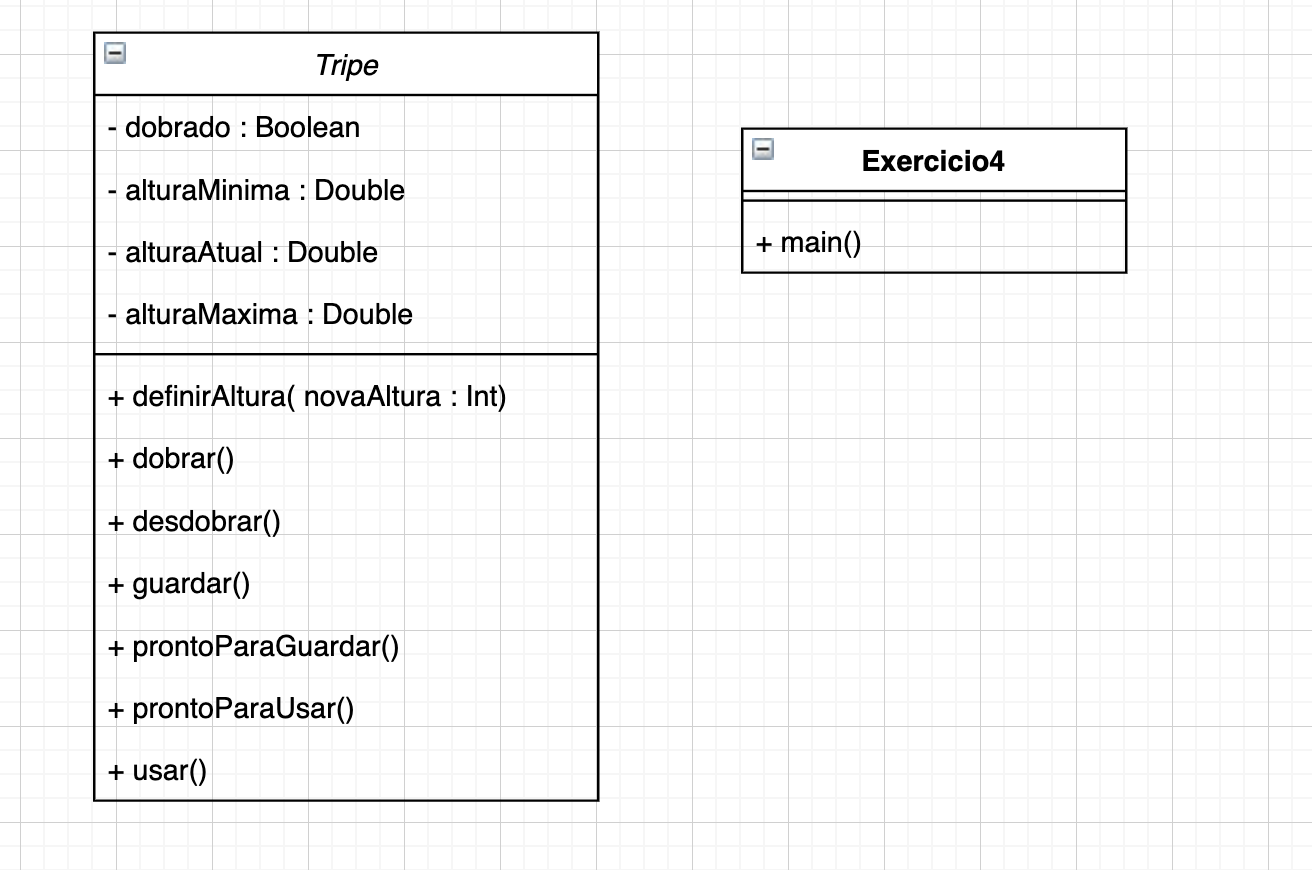 Tripe
- dobrado : Boolean
- alturaMinima : Double
- alturaAtual : Double
- alturaMaxima : Double
+ definirAltura( novaAltura : Int)
+ dobrar()
+ desdobrar()
+ guardar()
+ prontoParaGuardar()
+ prontoParaUsar()
+ usar()
Exercicio4
+ main()